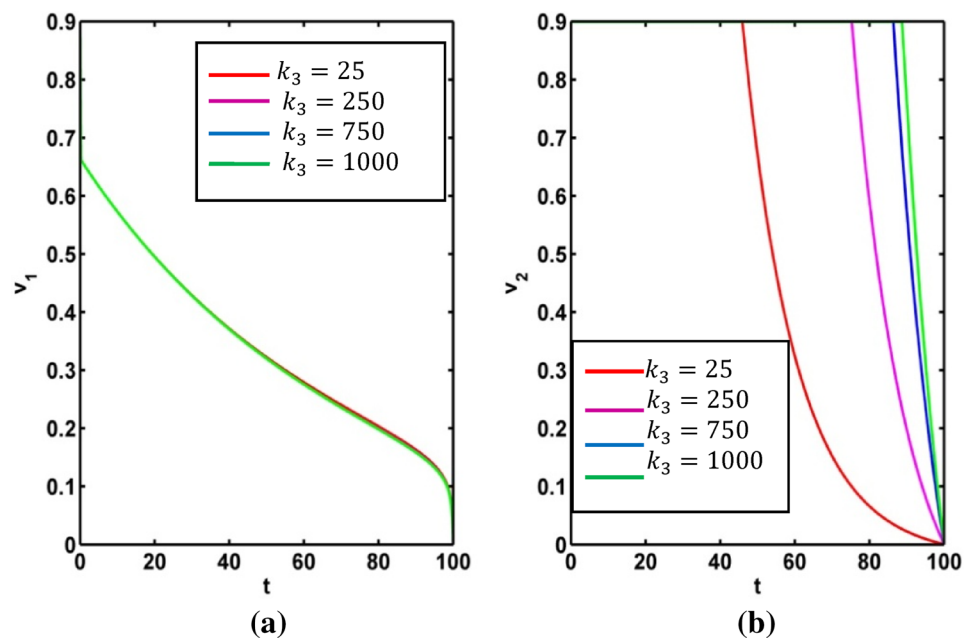 0.9
0.8
0.7
0.6
0.5
0.4
0.3
0.2
0.1
0
v₁
k₃ = 25
k₃ = 250
k₃ = 750
k₃ = 1000
0 20 40 60 80 100
t
(a)
0.9
0.8
0.7
0.6
0.5
0.4
0.3
0.2
0.1
0
v₂
k₃ = 25
k₃ = 250
k₃ = 750
k₃ = 1000
0 20 40 60 80 100
t
(b)